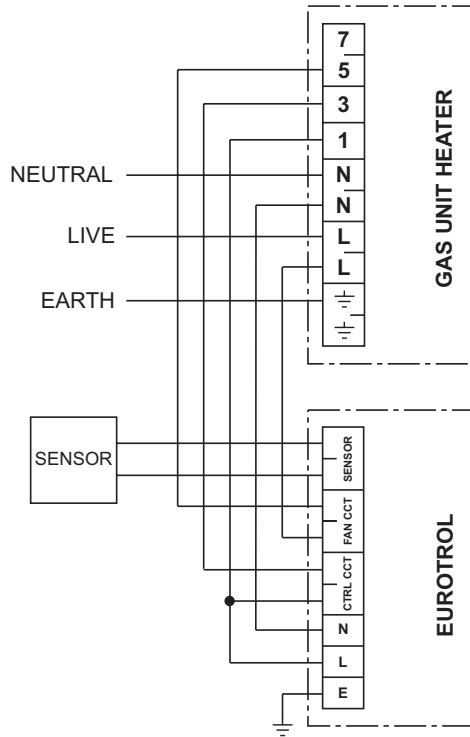 7
5
3
1
N
N
L
L
NEUTRAL
LIVE
EARTH
GAS UNIT HEATER
SENSOR
SENSOR
FAN CCT
CTRL CCT
N
L
E
EUROTROL